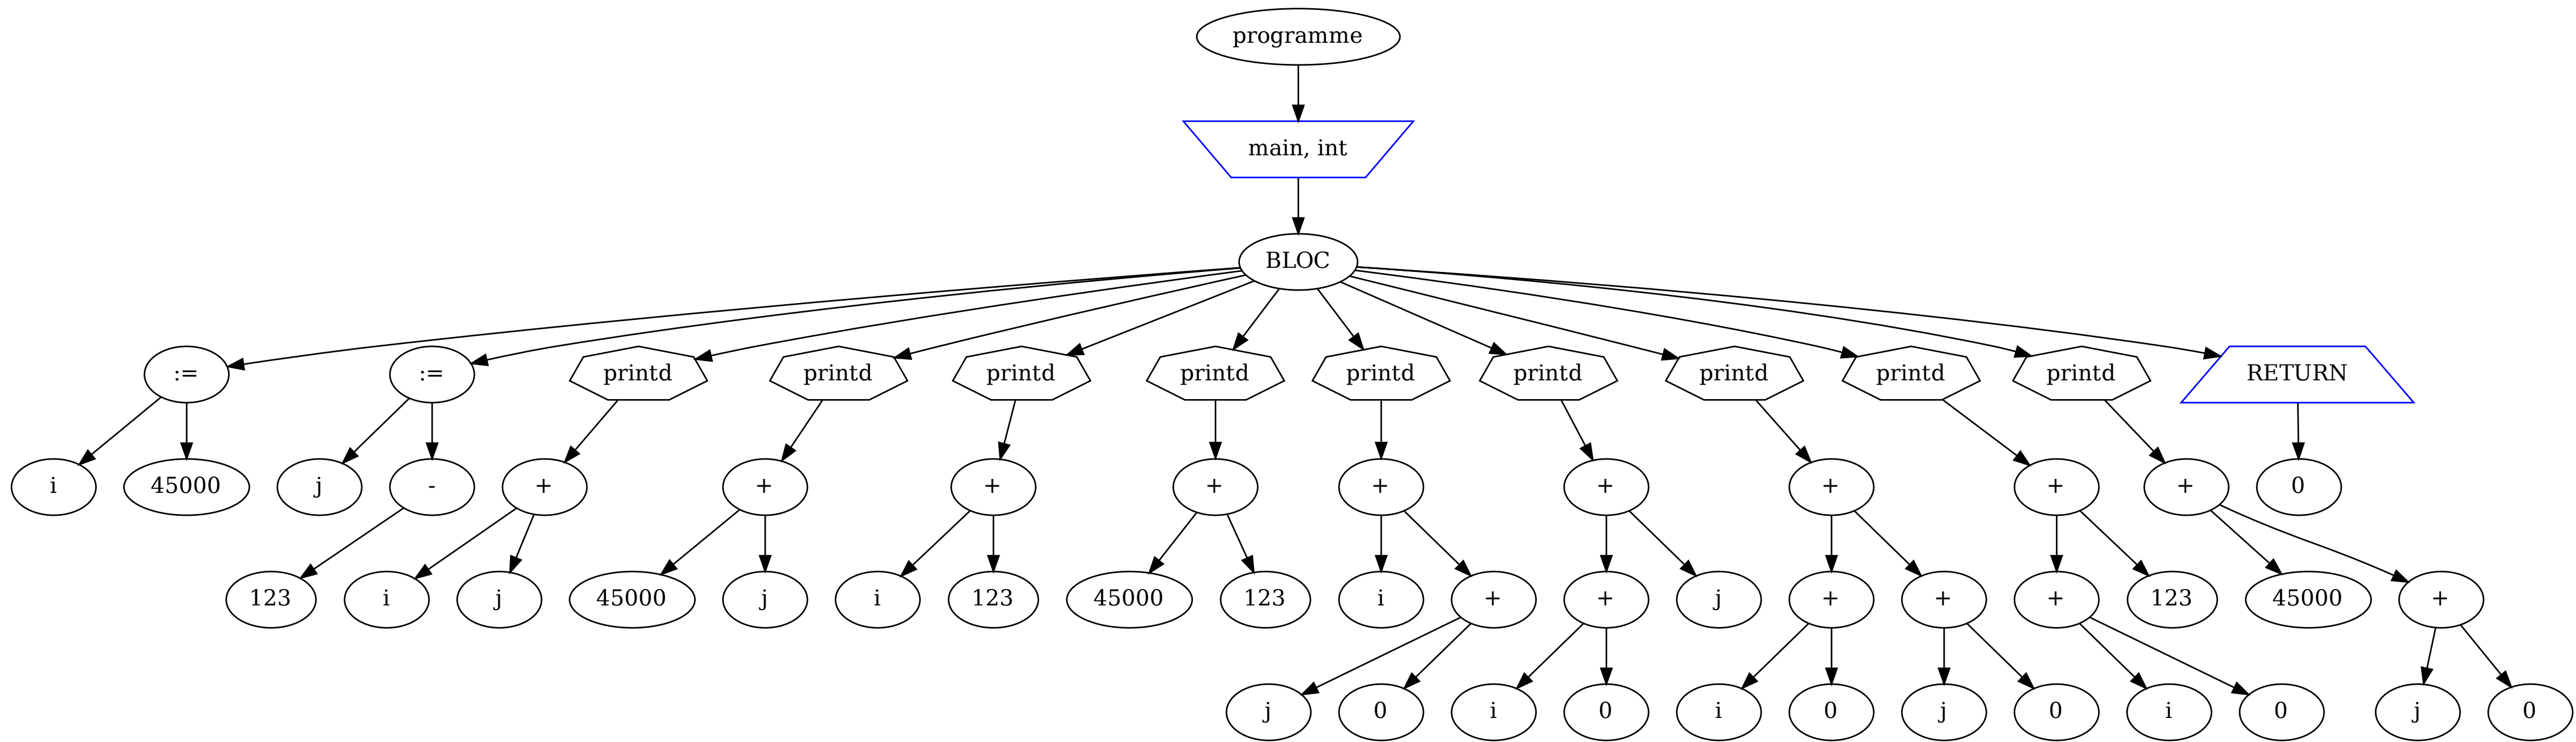 programme
main, int
BLOC
:=
:=
printd
printd
printd
printd
printd
printd
printd
printd
printd
RETURN
i
45000
j
-
+
+
+
+
+
+
+
+
+
0
123
i
j
45000
j
i
123
45000
123
i
+
+
j
+
+
+
123
45000
+
j
0
i
0
i
0
j
0
i
0
j
0